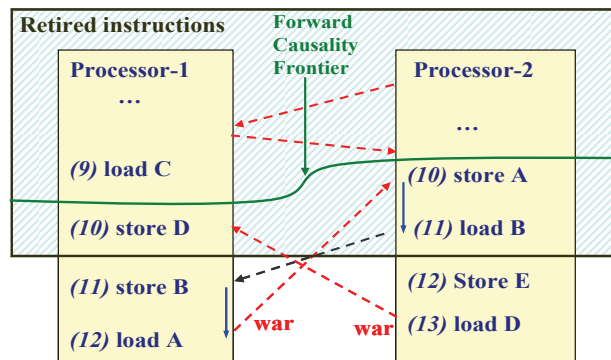 Retired instructions
Forward
Causality
Frontier
Processor-1
...
(9) load C
(10) store D
(11) store B
(12) load A
Processor-2
...
(10) store A
(11) load B
(12) Store E
(13) load D
war
war